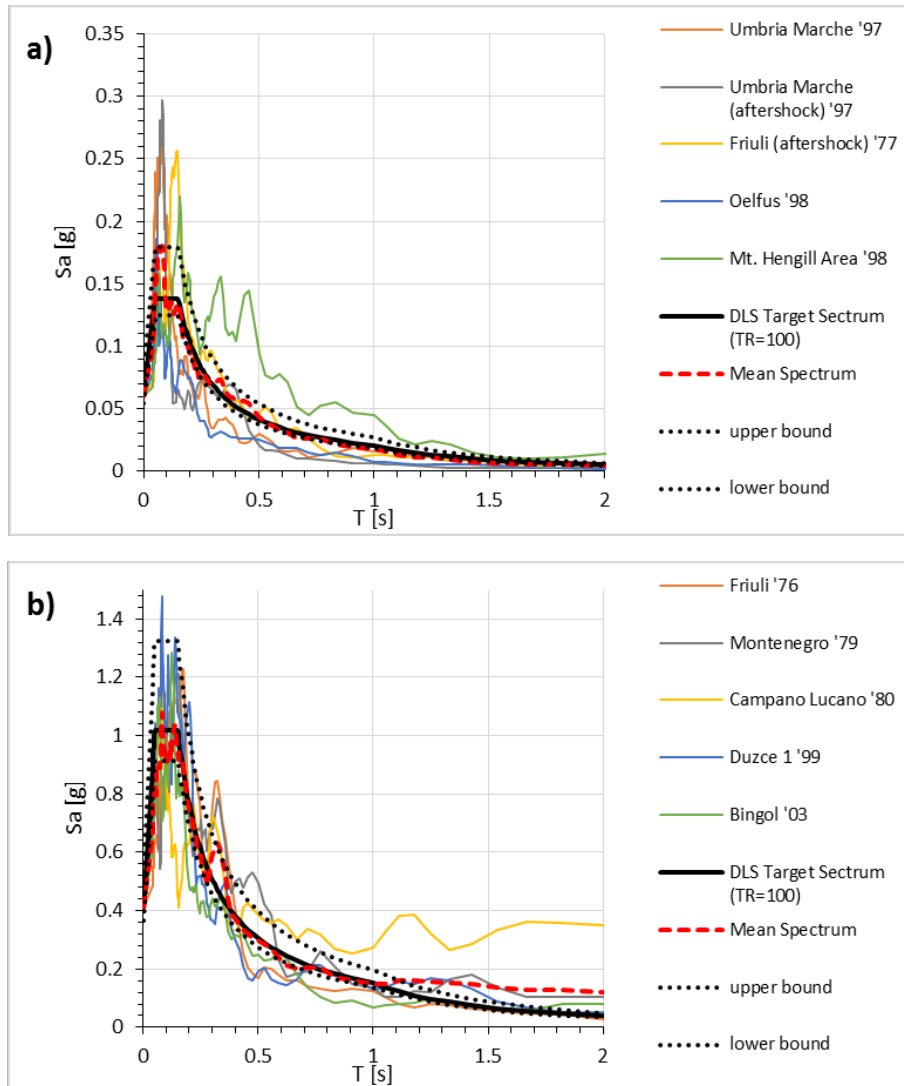 a)
0.35
0.3
0.25
0.2
0.15
0.1
0.05
0
Sa [g]
0
0.5
1
1.5
2
T [s]
Umbria Marche '97
Umbria Marche
(aftershock) '97
Friuli (aftershock) '77
Oelfus '98
Mt. Hengill Area '98
DLS Target Sectrum
(TR=100)
Mean Spectrum
upper bound
lower bound
b)
1.4
1.2
1
0.8
0.6
0.4
0.2
0
Sa [g]
0
0.5
1
1.5
2
T [s]
Friuli '76
Montenegro '79
Campano Lucano '80
Duzce 1 '99
Bingol '03
DLS Target Sectrum
(TR=100)
Mean Spectrum
upper bound
lower bound